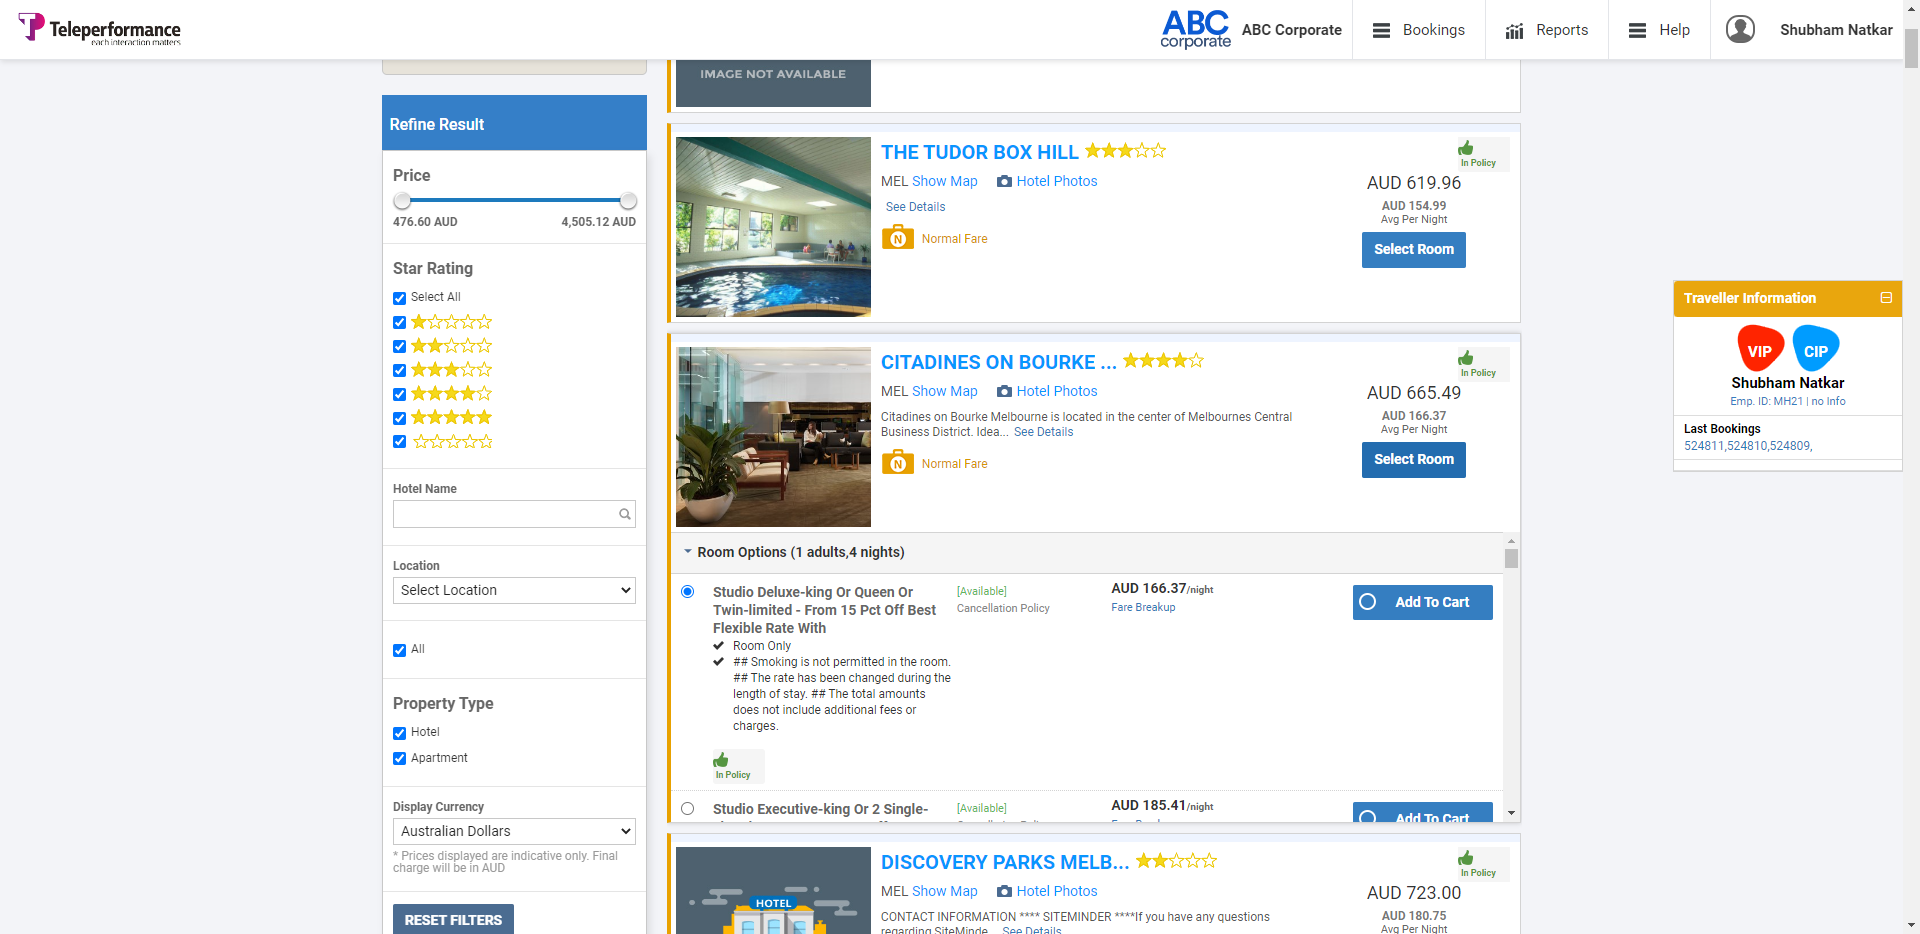 Teleperformance
each interaction matters
ABC
corporate
ABC Corporate
Bookings
Reports
Help
Shubham Natkar
Refine Result
Price
476.60 AUD
4,505.12 AUD
Star Rating
Select All
Hotel Name
Location
Select Location
All
Property Type
Hotel
Apartment
Display Currency
Australian Dollars
* Prices displayed are indicative only. Final
charge will be in AUD
RESET FILTERS
IMAGE NOT AVAILABLE
THE TUDOR BOX HILL
MEL Show Map Hotel Photos
See Details
N Normal Fare
In Policy
AUD 619.96
AUD 154.99
Avg Per Night
Select Room
CITADINES ON BOURKE ...
MEL Show Map Hotel Photos
Citadines on Bourke Melbourne is located in the center of Melbournes Central
Business District. Idea... See Details
N Normal Fare
In Policy
AUD 665.49
AUD 166.37
Avg Per Night
Select Room
Room Options (1 adults,4 nights)
Studio Deluxe-king Or Queen Or
Twin-limited - From 15 Pct Off Best
Flexible Rate With
Room Only
## Smoking is not permitted in the room.
## The rate has been changed during the
length of stay. ## The total amounts
does not include additional fees or
charges.
In Policy
[Available]
Cancellation Policy
AUD 166.37/night
Fare Breakup
Add To Cart
Studio Executive-king Or 2 Single-
[Available]
AUD 185.41/night
Add To Cart
HOTEL
DISCOVERY PARKS MELB...
MEL Show Map Hotel Photos
CONTACT INFORMATION **** SITEMINDER ****If you have any questions
regarding SiteMinde... See Details
In Policy
AUD 723.00
AUD 180.75
Avg Per Night
Traveller Information
VIP
CIP
Shubham Natkar
Emp. ID: MH21 | no Info
Last Bookings
524811,524810,524809,